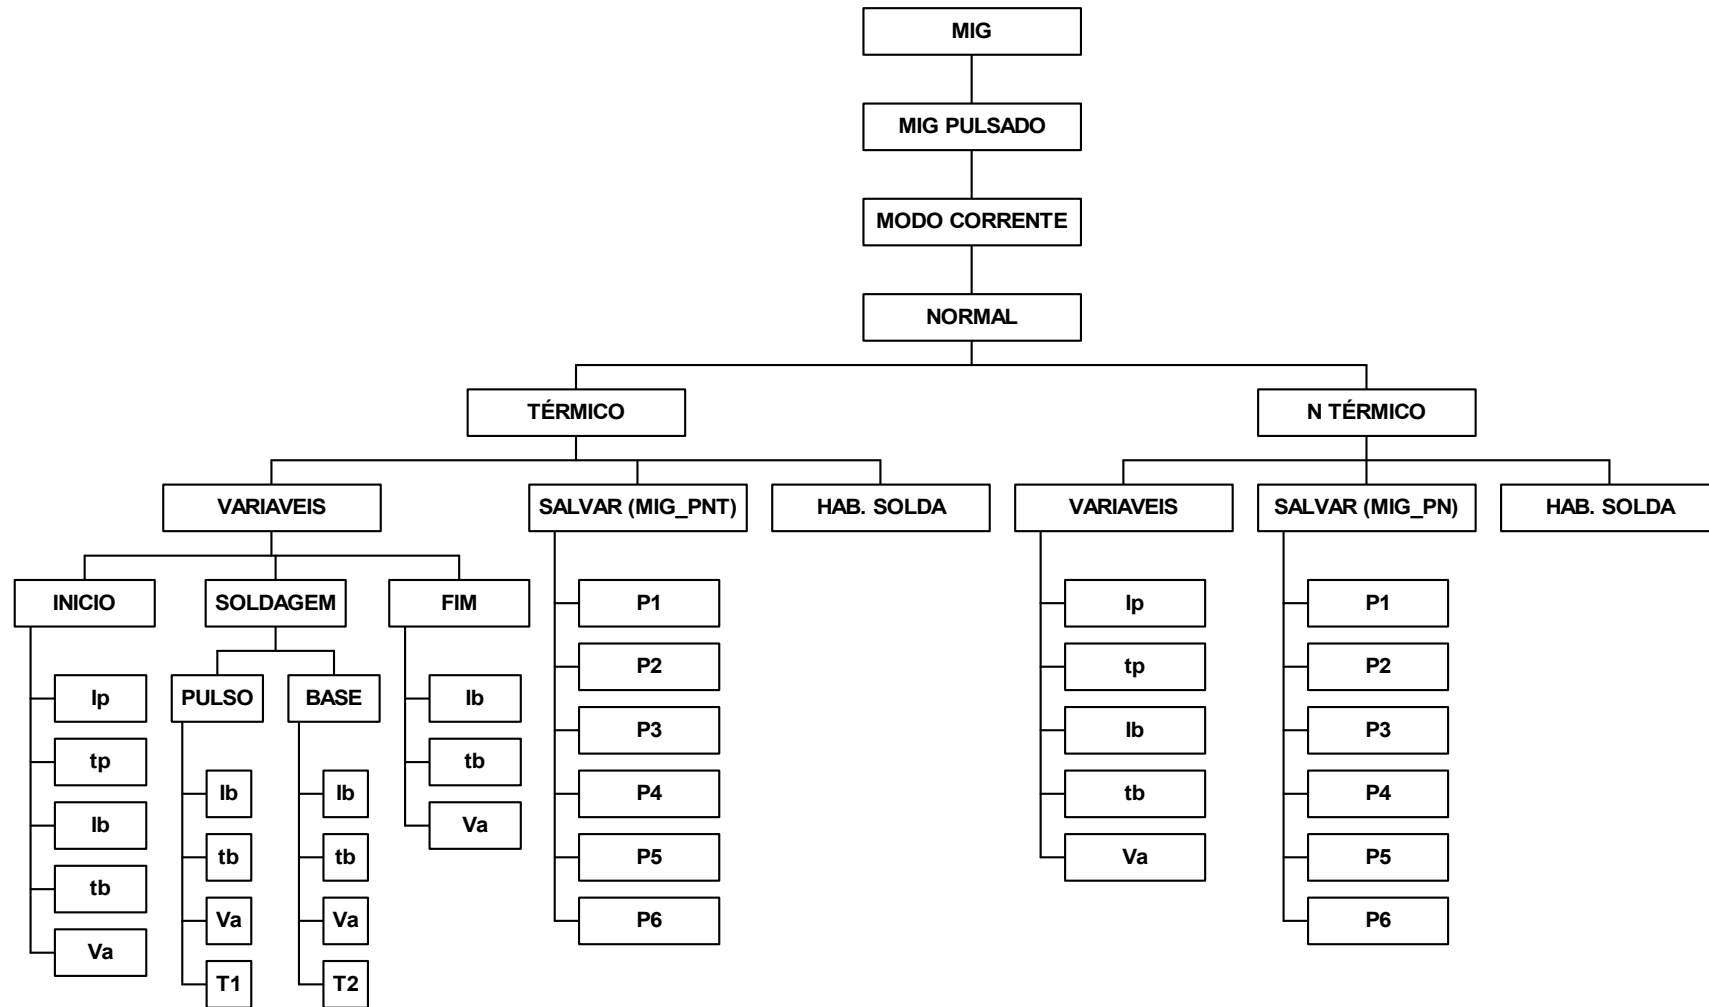 MIG
MIG PULSADO
MODO CORRENTE
NORMAL
TÉRMICO
N TÉRMICO
VARIAVEIS
SALVAR (MIG_PNT)
HAB. SOLDA
VARIAVEIS
SALVAR (MIG_PN)
HAB. SOLDA
INICIO
SOLDAGEM
FIM
Ip
tp
Ib
tb
Va
PULSO
BASE
Ib
tb
Va
T1
Ib
tb
Va
T2
Ib
tb
Va
P1
P2
P3
P4
P5
P6
Ip
tp
Ib
tb
Va
P1
P2
P3
P4
P5
P6